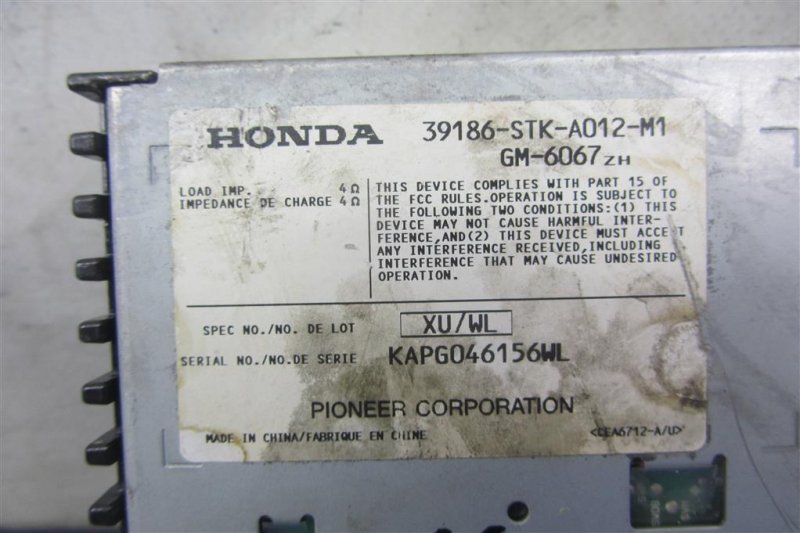 HONDA 39186-STK-A012-M1
GM-6067ZH
LOAD IMP. 4Ω
IMPEDANCE DE CHARGE 4Ω
THIS DEVICE COMPLIES WITH PART 15 OF
THE FCC RULES.OPERATION IS SUBJECT TO
THE FOLLOWING TWO CONDITIONS:(1) THIS
DEVICE MAY NOT CAUSE HARMFUL INTER-
FERENCE,AND(2) THIS DEVICE MUST ACCEPT
ANY INTERFERENCE RECEIVED,INCLUDING
INTERFERENCE THAT MAY CAUSE UNDESIRED
OPERATION.
SPEC NO./NO. DE LOT XU/WL
SERIAL NO./NO.DE SERIE KAPG046156WL
PIONEER CORPORATION
MADE IN CHINA/FABRIQUE EN CHINE <CEA6712-A/U>